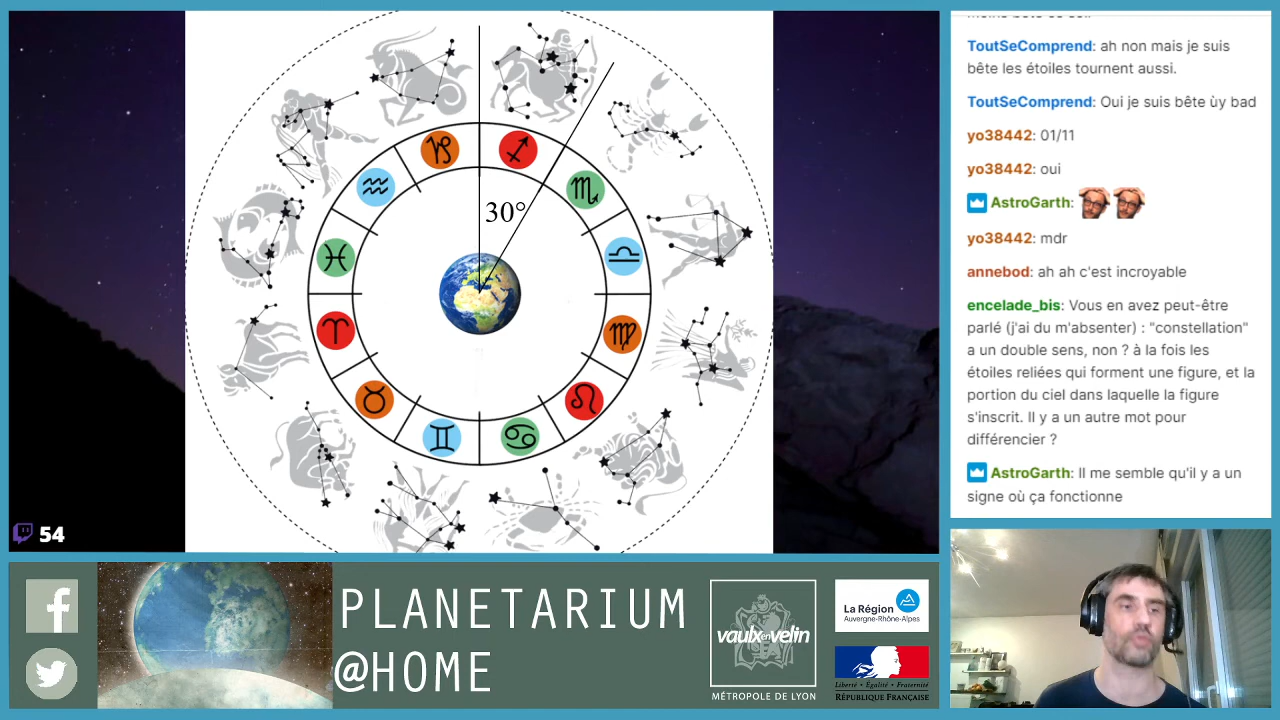 ♑
♐
♒
♏
30°
♓
♎
♈
♍
♉
♌
♊
♋
54
ToutSeComprend: ah non mais je suis
bête les étoiles tournent aussi.
ToutSeComprend: Oui je suis bête ùy bad
yo38442: 01/11
yo38442: oui
AstroGarth:
yo38442: mdr
annebod: ah ah c'est incroyable
encelade_bis: Vous en avez peut-être
parlé (j'ai du m'absenter) : "constellation"
a un double sens, non ? à la fois les
étoiles reliées qui forment une figure, et la
portion du ciel dans laquelle la figure
s'inscrit. Il y a un autre mot pour
différencier ?
AstroGarth: Il me semble qu'il y a un
signe où ça fonctionne
PLANETARIUM
@HOME
vaulx en velin
MÉTROPOLE DE LYON
La Région
Auvergne-Rhône-Alpes
Liberté • Égalité • Fraternité
RÉPUBLIQUE FRANÇAISE